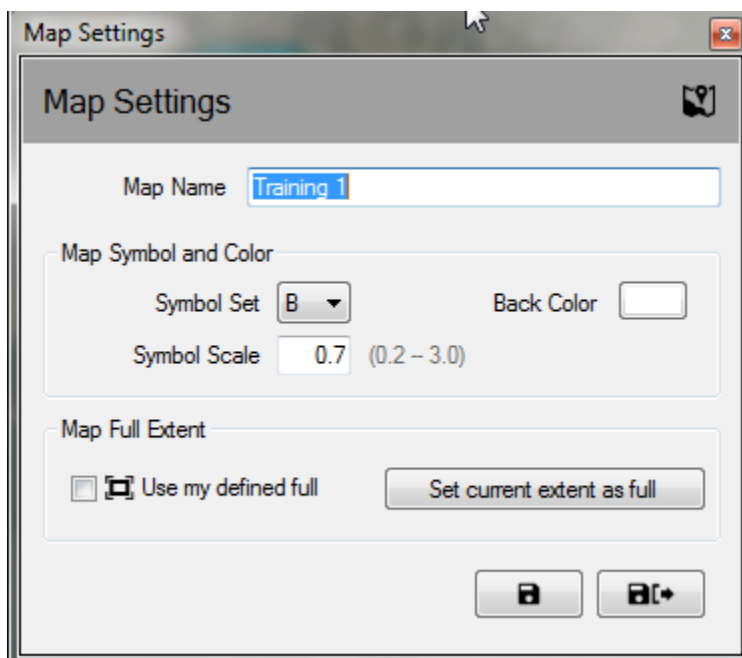 Map Settings
Map Settings
Map Name Training 1
Map Symbol and Color
Symbol Set B Back Color
Symbol Scale 0.7 (0.2 -- 3.0)
Map Full Extent
Use my defined full Set current extent as full